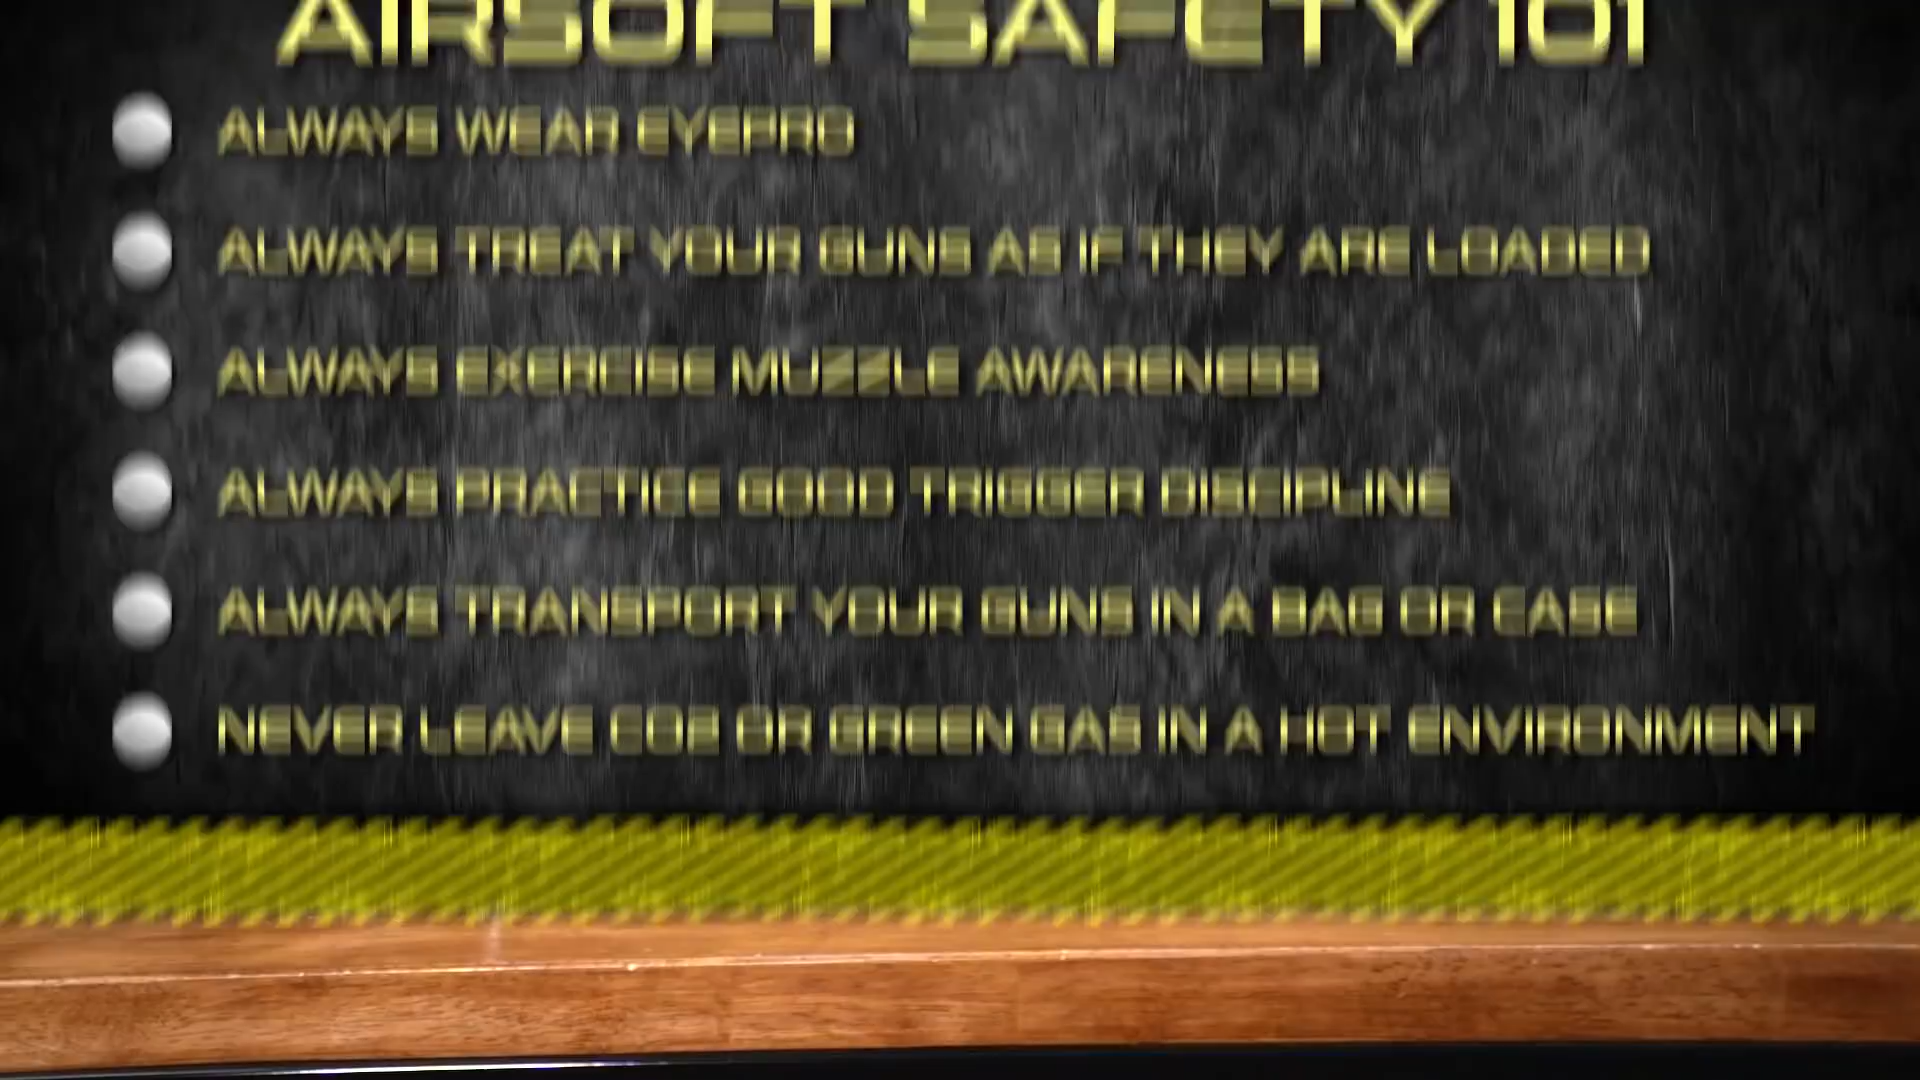 AIRSOFT SAFETY 101
ALWAYS WEAR EYEPRO
ALWAYS TREAT YOUR GUNS AS IF THEY ARE LOADED
ALWAYS EXERCISE MUZZLE AWARENESS
ALWAYS PRACTICE GOOD TRIGGER DISCIPLINE
ALWAYS TRANSPORT YOUR GUNS IN A BAG OR CASE
NEVER LEAVE CO2 OR GREEN GAS IN A HOT ENVIRONMENT